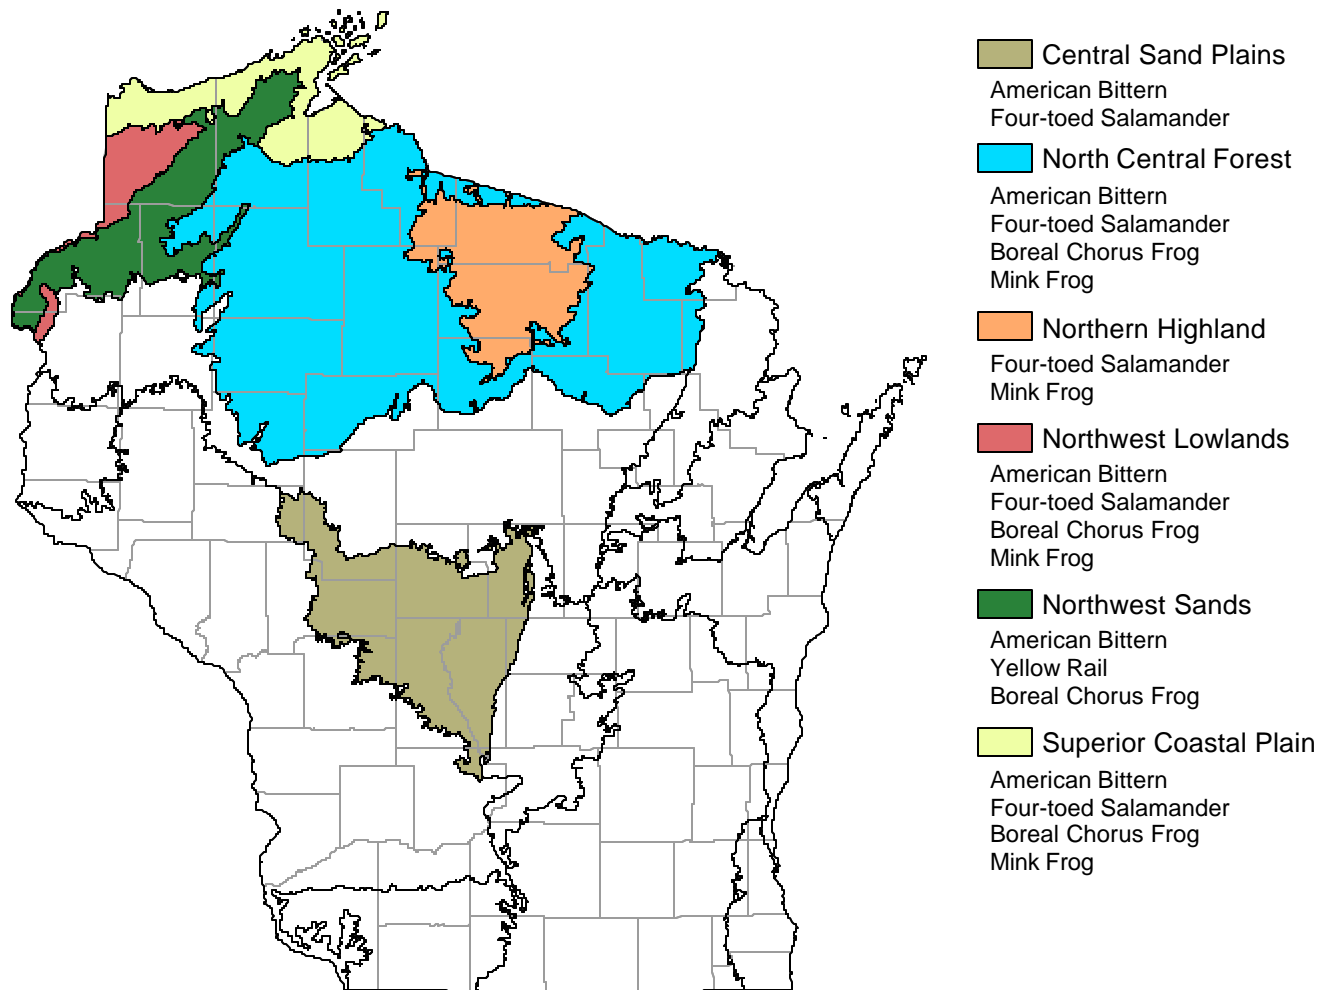 Central Sand Plains
American Bittern
Four-toed Salamander
North Central Forest
American Bittern
Four-toed Salamander
Boreal Chorus Frog
Mink Frog
Northern Highland
Four-toed Salamander
Mink Frog
Northwest Lowlands
American Bittern
Four-toed Salamander
Boreal Chorus Frog
Mink Frog
Northwest Sands
American Bittern
Yellow Rail
Boreal Chorus Frog
Superior Coastal Plain
American Bittern
Four-toed Salamander
Boreal Chorus Frog
Mink Frog